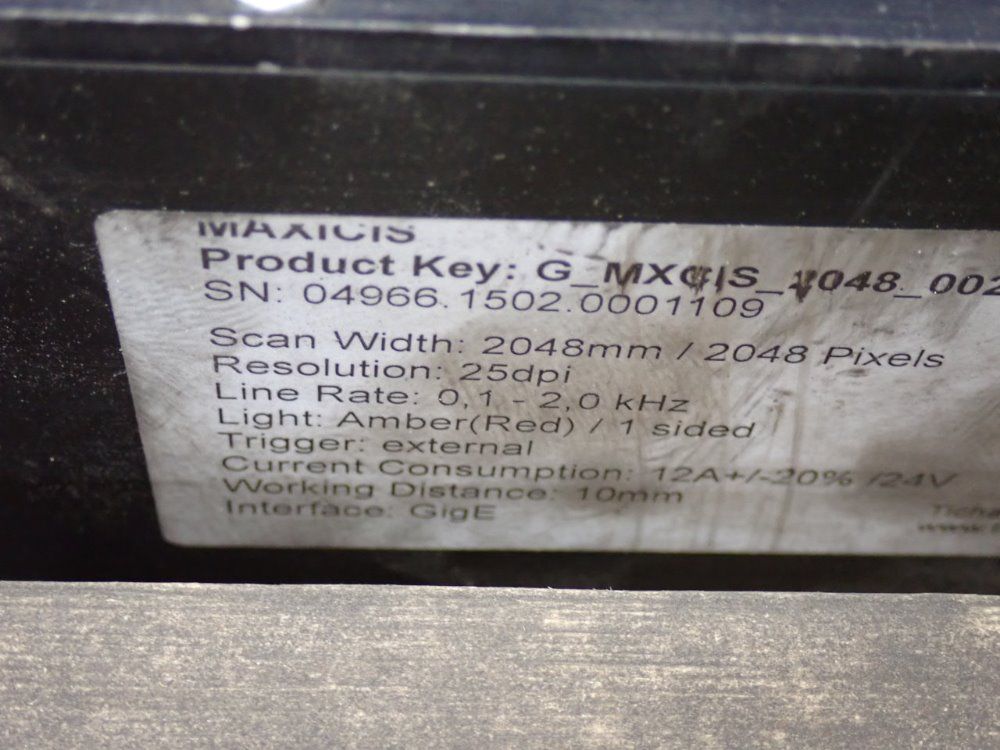 MAXICIS
Product Key: G_MXCIS_2048_002
SN: 04966.1502.0001109
Scan Width: 2048mm / 2048 Pixels
Resolution: 25dpi
Line Rate: 0,1 - 2,0 kHz
Light: Amber(Red) / 1 sided
Trigger: external
Current Consumption: 12A+/-20% /24V
Working Distance: 10mm
Interface: GigE